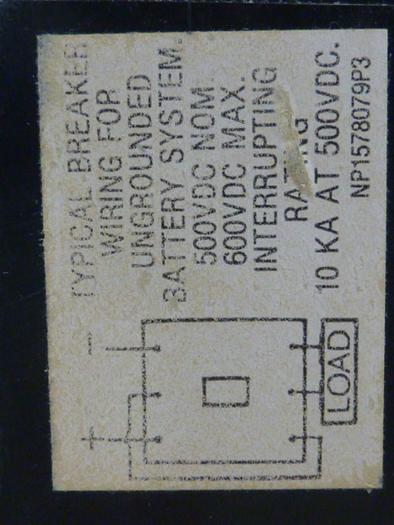 TYPICAL BREAKER
WIRING FOR
UNGROUNDED
BATTERY SYSTEM.
500VDC NOM.
600VDC MAX.
INTERRUPTING
RATING
10 KA AT 500VDC.
NP1578079P3
- +
LOAD